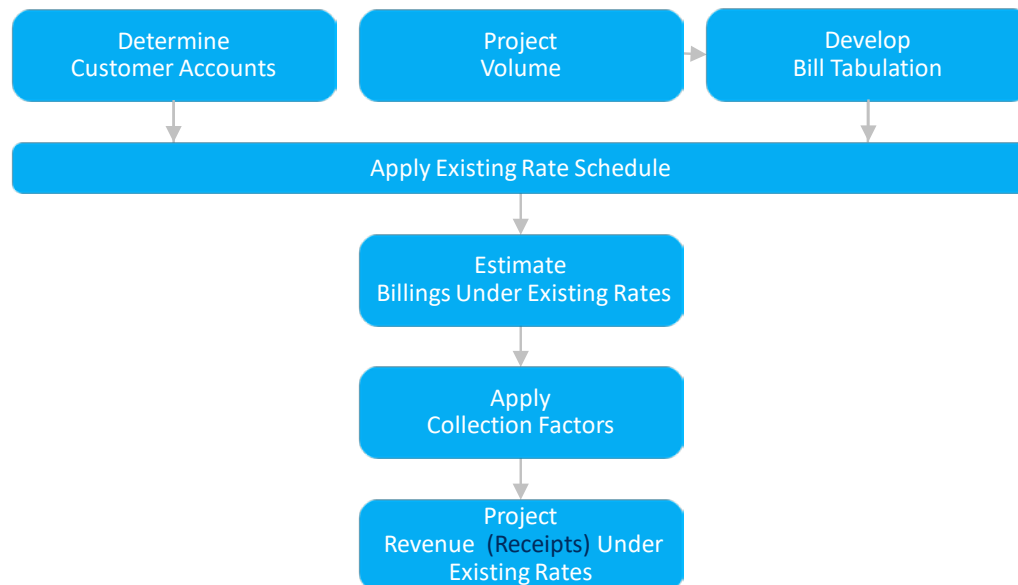 Determine
Customer Accounts
Project
Volume
Develop
Bill Tabulation
Apply Existing Rate Schedule
Estimate
Billings Under Existing Rates
Apply
Collection Factors
Project
Revenue (Receipts) Under
Existing Rates